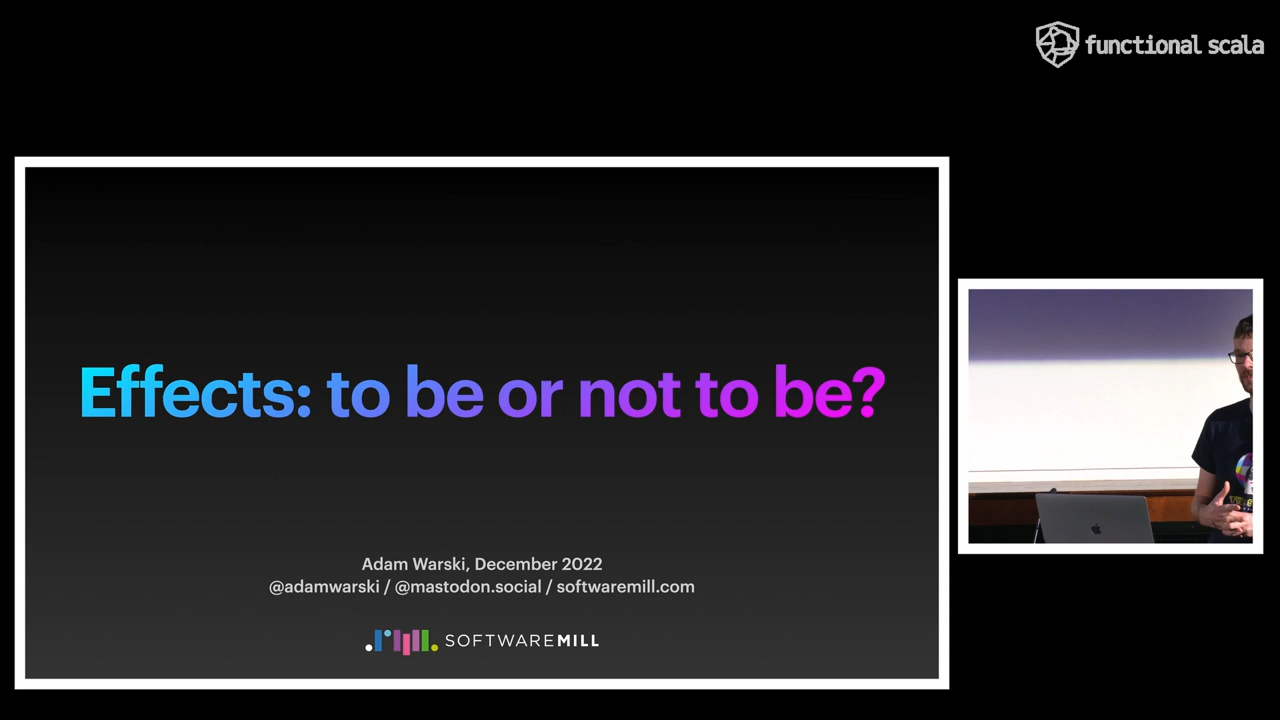 functional scala
Effects: to be or not to be?
Adam Warski, December 2022
@adamwarski / @mastodon.social / softwaremill.com
SOFTWAREMILL